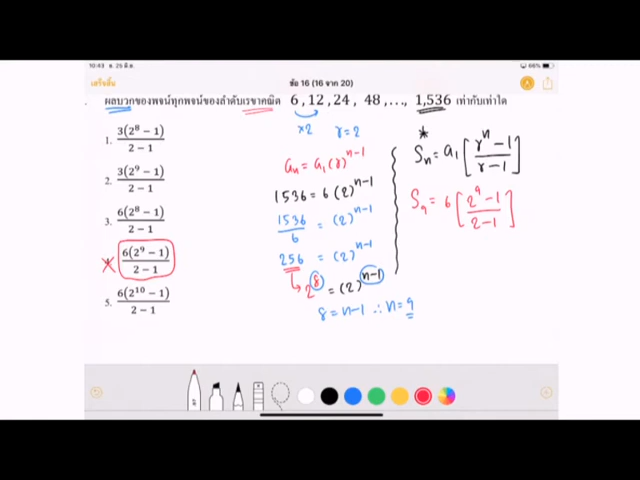 10:43 อ. 25 มี.ค. 66%
เสร็จสิ้น ข้อ 16 (16 จาก 20)
ผลบวกของพจน์ทุกพจน์ของลำดับเรขาคณิต 6, 12, 24, 48, ..., 1,536 เท่ากับเท่าใด
×2 r = 2
1. 3(2⁸ − 1) / 2 − 1
2. 3(2⁹ − 1) / 2 − 1
3. 6(2⁸ − 1) / 2 − 1
6(2⁹ − 1) / 2 − 1
5. 6(2¹⁰ − 1) / 2 − 1
aₙ = a₁(r)ⁿ⁻¹
1536 = 6(2)ⁿ⁻¹
1536 / 6 = (2)ⁿ⁻¹
256 = (2)ⁿ⁻¹
2⁸ = (2)ⁿ⁻¹
8 = n−1 ∴ n = 9
* Sₙ = a₁[rⁿ − 1 / r − 1]
S₉ = 6[2⁹ − 1 / 2 − 1]